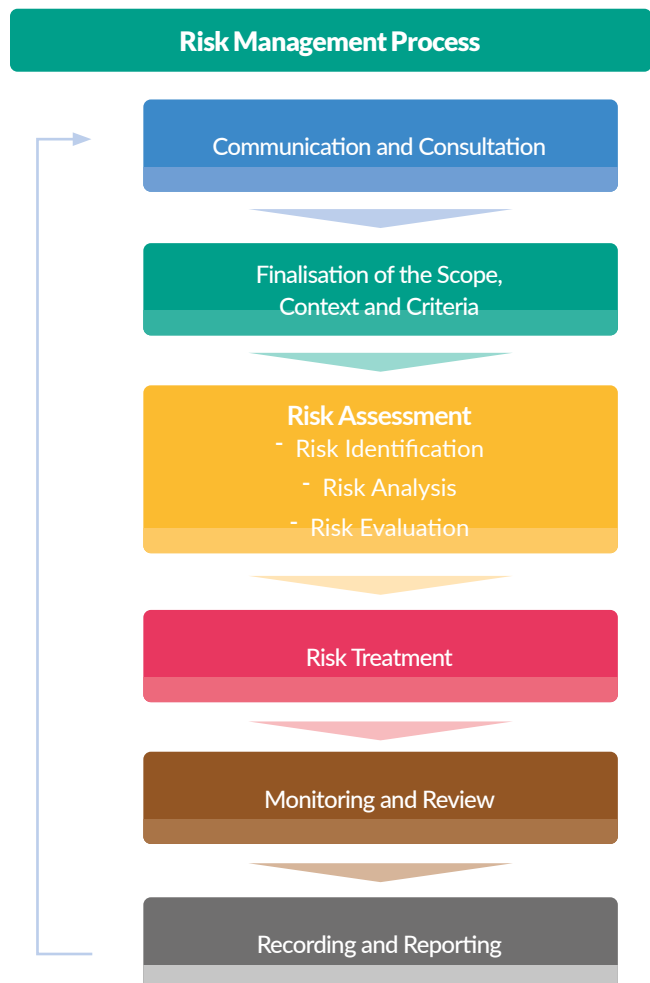 Risk Management Process
Communication and Consultation
Finalisation of the Scope,
Context and Criteria
Risk Assessment
- Risk Identification
- Risk Analysis
- Risk Evaluation
Risk Treatment
Monitoring and Review
Recording and Reporting